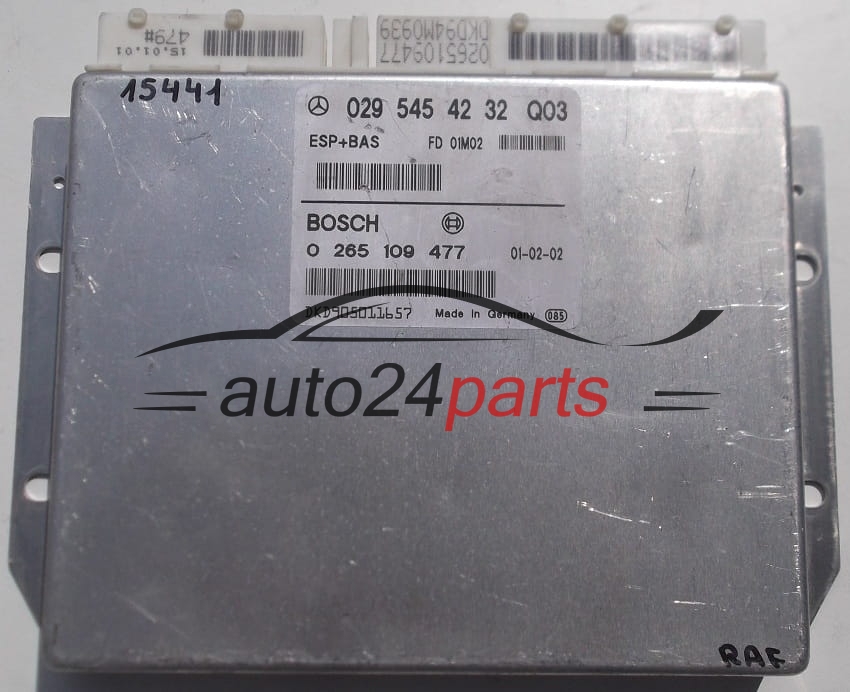 15.01.01
479#
0265109477
DKD94M0939
15441
029 545 42 32 Q03
ESP+BAS FD 01M02
BOSCH
0 265 109 477 01-02-02
DKD905011657 Made In Germany 085
auto24parts
RAF